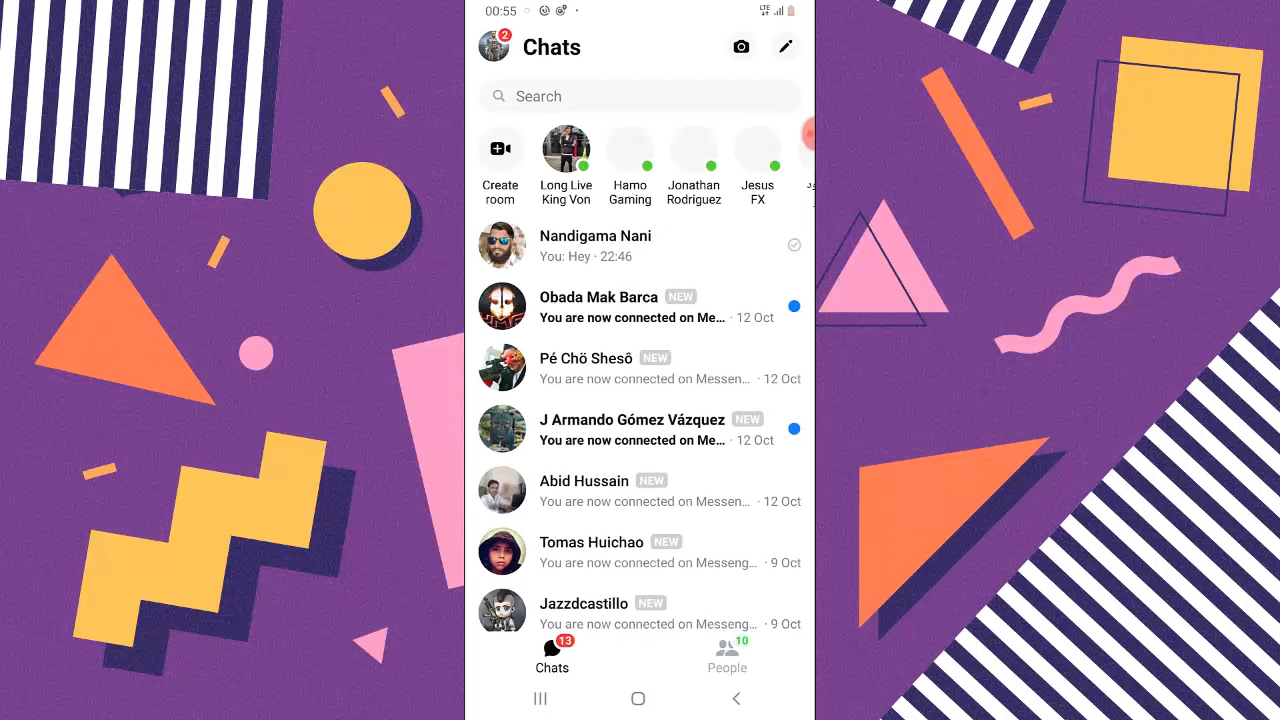 00:55
LTE
2
Chats
Search
Create room
Long Live King Von
Hamo Gaming
Jonathan Rodriguez
Jesus FX
Nandigama Nani
You: Hey · 22:46
Obada Mak Barca NEW
You are now connected on Me... · 12 Oct
Pé Chö Shesô NEW
You are now connected on Messen... · 12 Oct
J Armando Gómez Vázquez NEW
You are now connected on Me... · 12 Oct
Abid Hussain NEW
You are now connected on Messen... · 12 Oct
Tomas Huichao NEW
You are now connected on Messeng... · 9 Oct
Jazzdcastillo NEW
You are now connected on Messeng... · 9 Oct
13
10
Chats
People